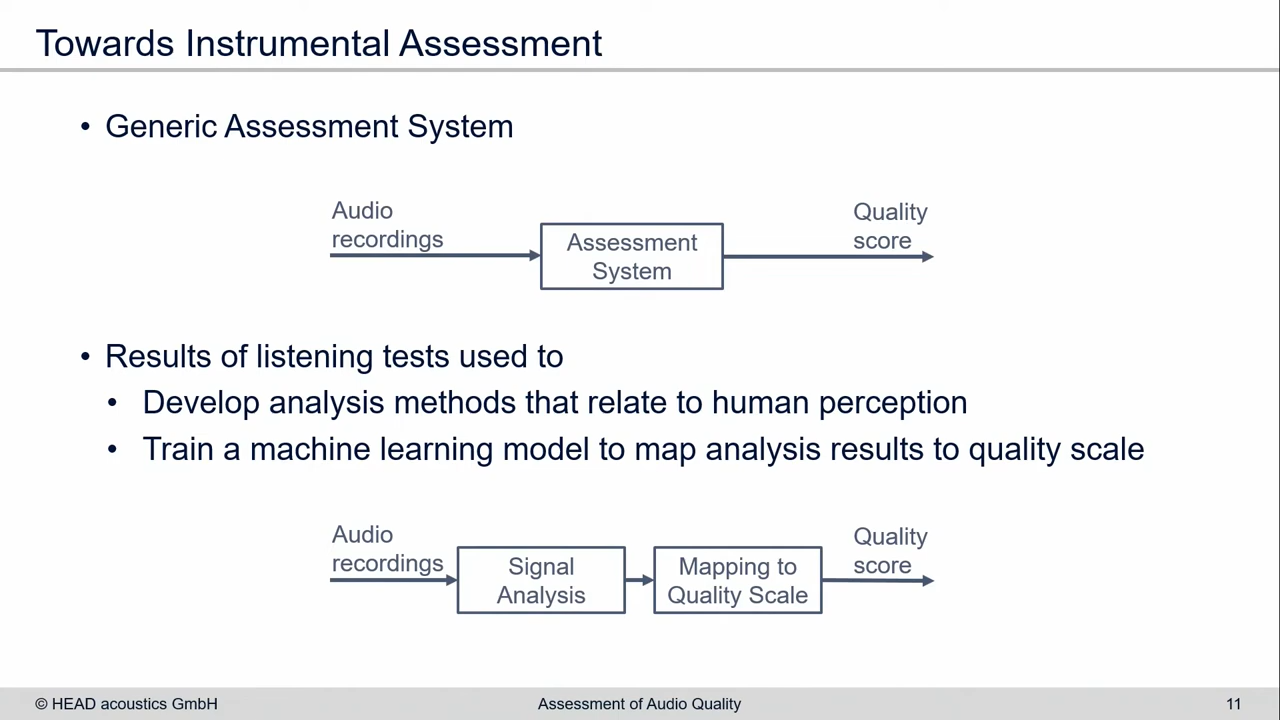 Towards Instrumental Assessment
• Generic Assessment System
Audio
recordings
Assessment
System
Quality
score
• Results of listening tests used to
• Develop analysis methods that relate to human perception
• Train a machine learning model to map analysis results to quality scale
Audio
recordings
Signal
Analysis
Mapping to
Quality Scale
Quality
score
© HEAD acoustics GmbH
Assessment of Audio Quality
11